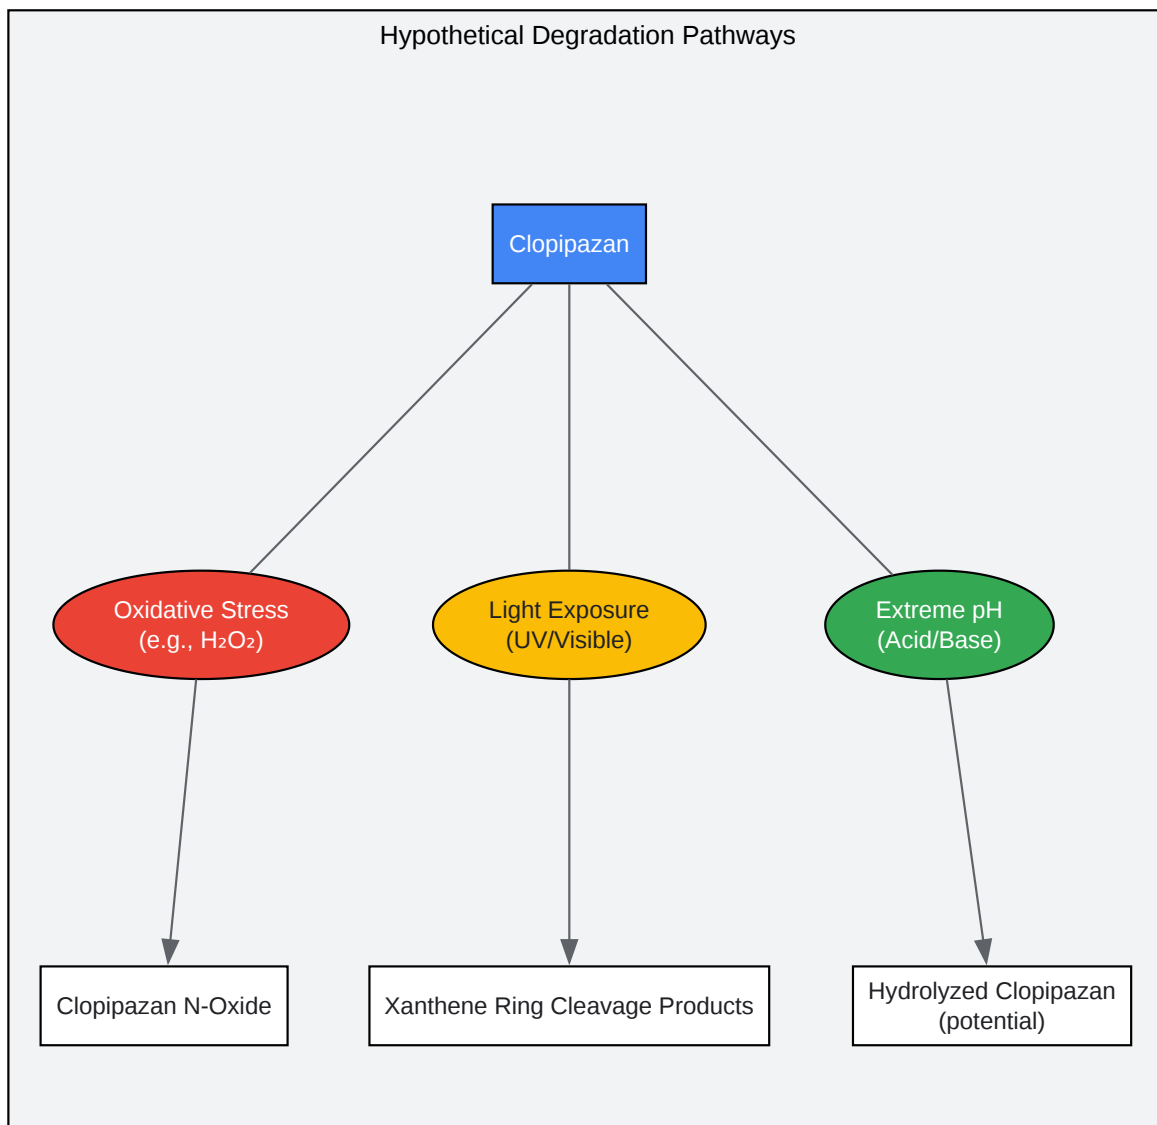 Hypothetical Degradation Pathways
Clopipazan
Oxidative Stress
(e.g., H₂O₂)
Light Exposure
(UV/Visible)
Extreme pH
(Acid/Base)
Clopipazan N-Oxide
Xanthene Ring Cleavage Products
Hydrolyzed Clopipazan
(potential)